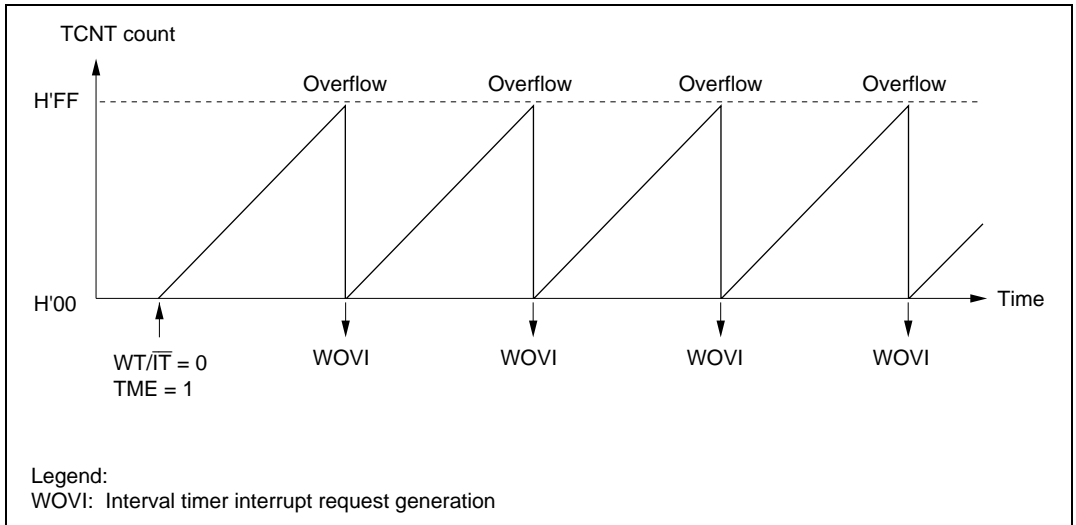 TCNT count
Overflow Overflow Overflow Overflow
H'FF
H'00
Time
WT/I̅T̅ = 0
TME = 1
WOVI WOVI WOVI WOVI
Legend:
WOVI: Interval timer interrupt request generation